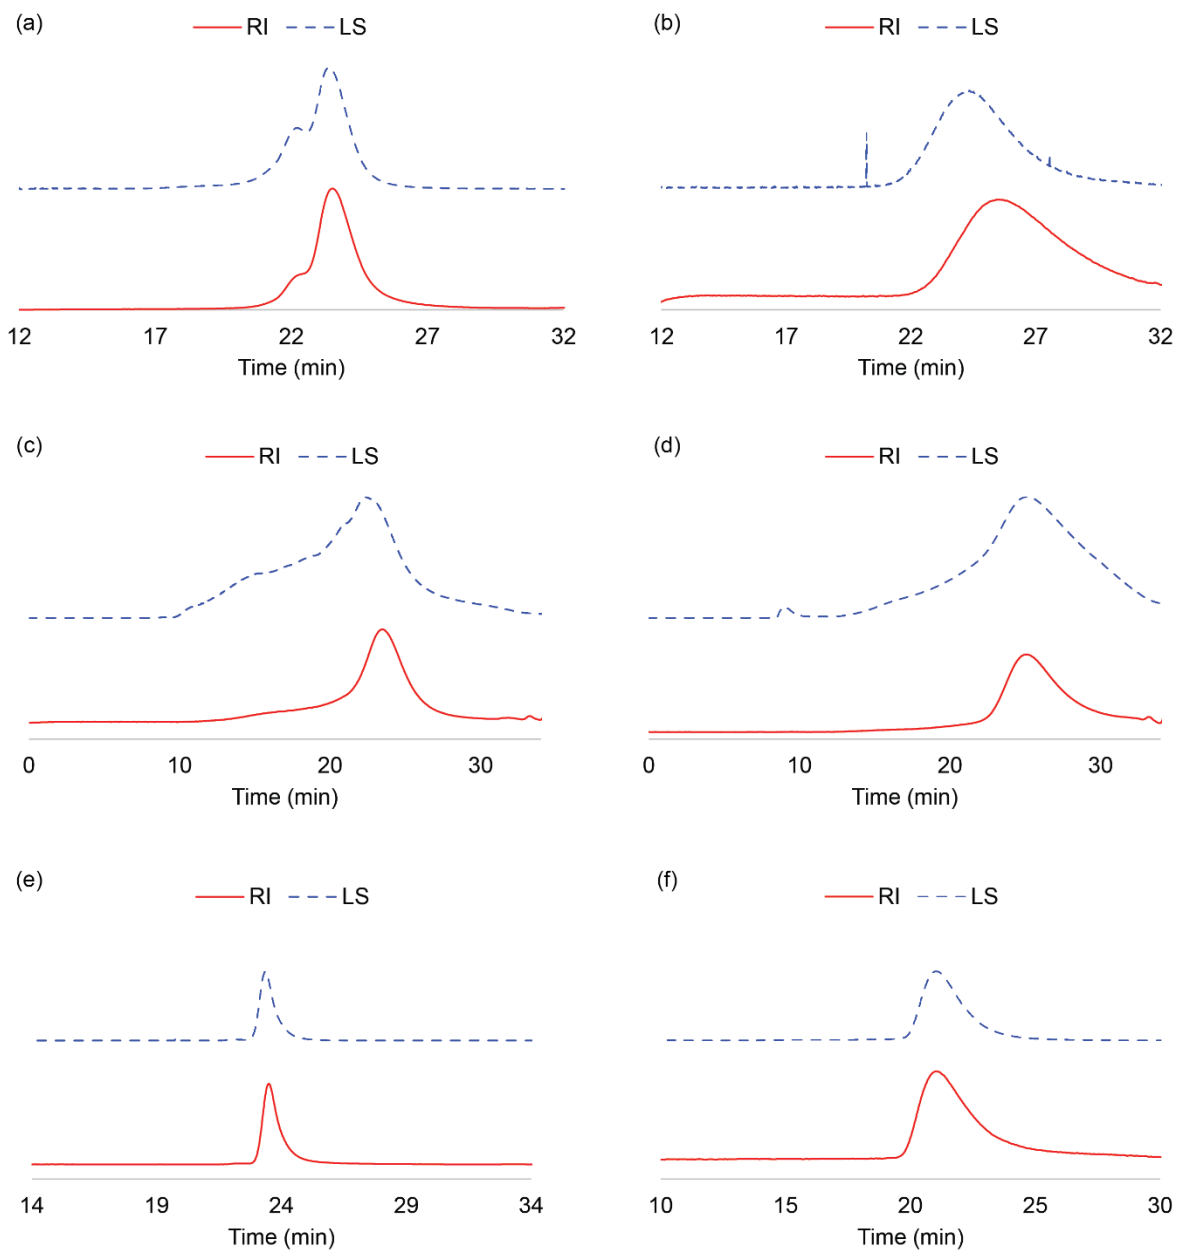 (a)
RI LS
12 17 22 27 32
Time (min)
(b)
RI LS
12 17 22 27 32
Time (min)
(c)
RI LS
0 10 20 30
Time (min)
(d)
RI LS
0 10 20 30
Time (min)
(e)
RI LS
14 19 24 29 34
Time (min)
(f)
RI LS
10 15 20 25 30
Time (min)